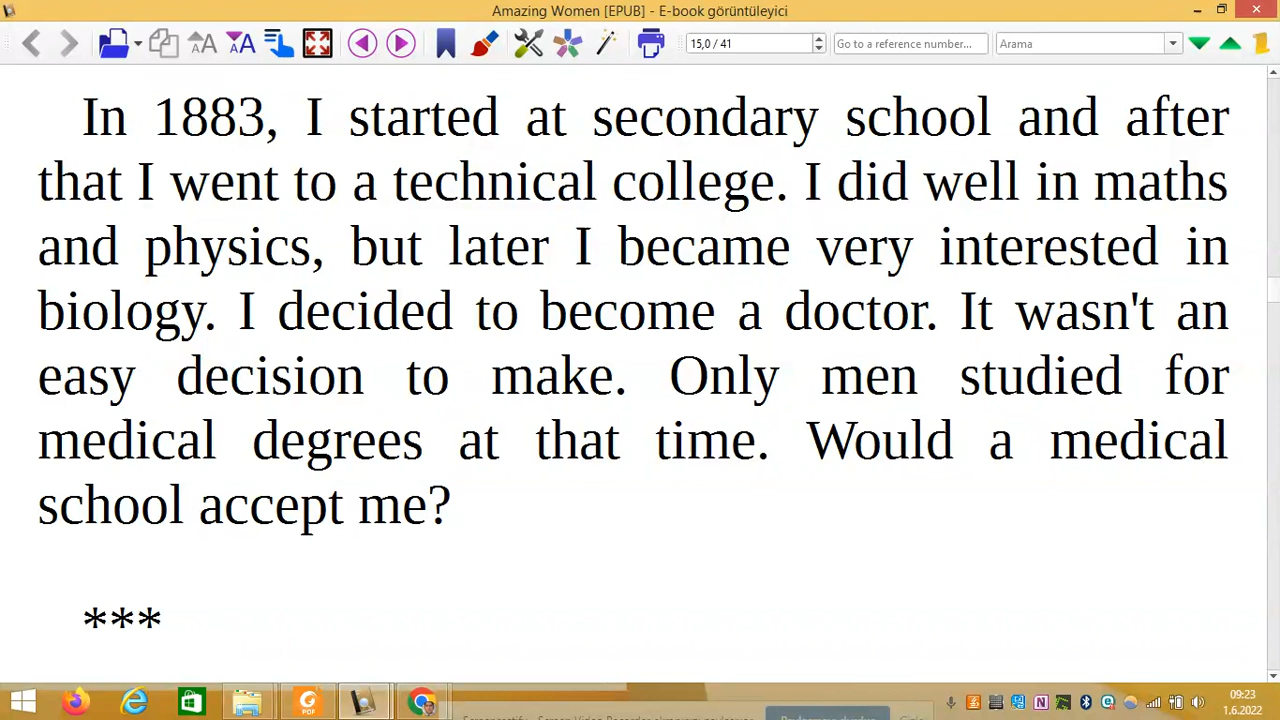 Amazing Women [EPUB] - E-book görüntüleyici
15,0 / 41
Go to a reference number...
Arama
In 1883, I started at secondary school and after
that I went to a technical college. I did well in maths
and physics, but later I became very interested in
biology. I decided to become a doctor. It wasn't an
easy decision to make. Only men studied for
medical degrees at that time. Would a medical
school accept me?
***
PDF
09:23
1.6.2022